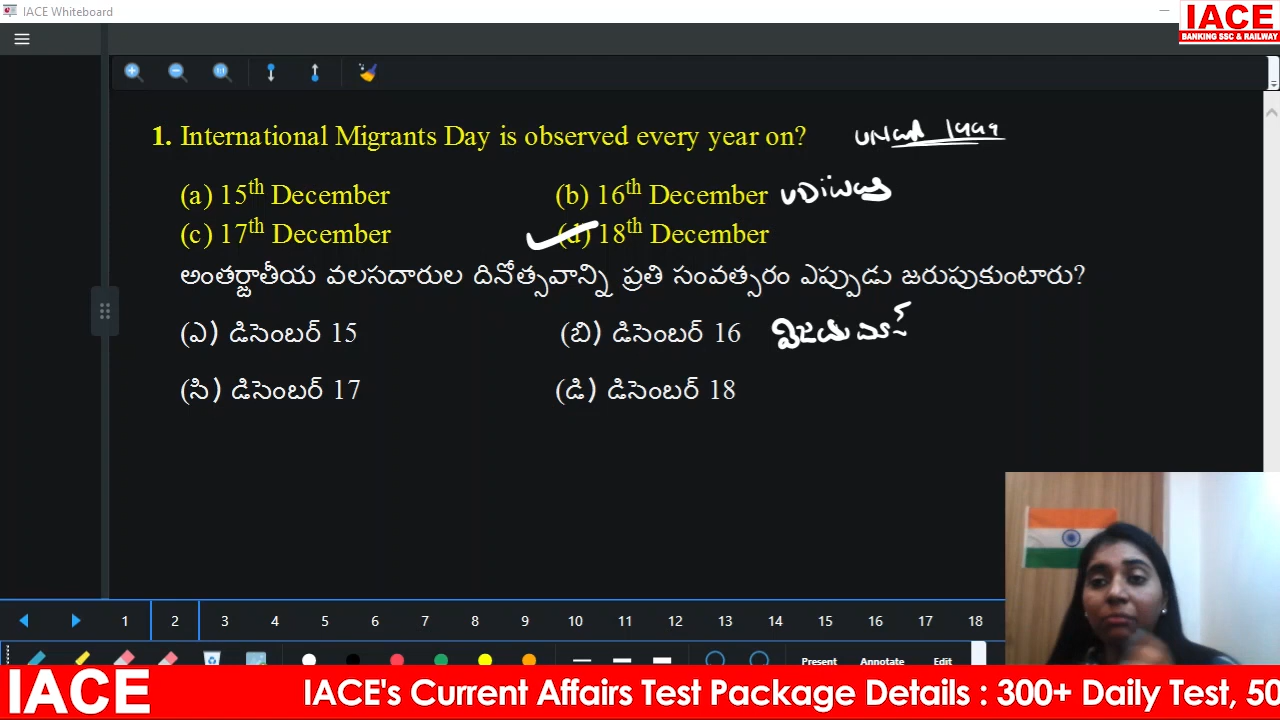 IACE Whiteboard
IACE
BANKING SSC & RAILWAY
1. International Migrants Day is observed every year on? 1999
(a) 15th December (b) 16th December
(c) 17th December (d) 18th December
అంతర్జాతీయ వలసదారుల దినోత్సవాన్ని ప్రతి సంవత్సరం ఎప్పుడు జరుపుకుంటారు?
(ఎ) డిసెంబర్ 15 (బి) డిసెంబర్ 16
(సి) డిసెంబర్ 17 (డి) డిసెంబర్ 18
1 2 3 4 5 6 7 8 9 10 11 12 13 14 15 16 17 18
Present Annotate Edit
IACE IACE's Current Affairs Test Package Details : 300+ Daily Test, 50